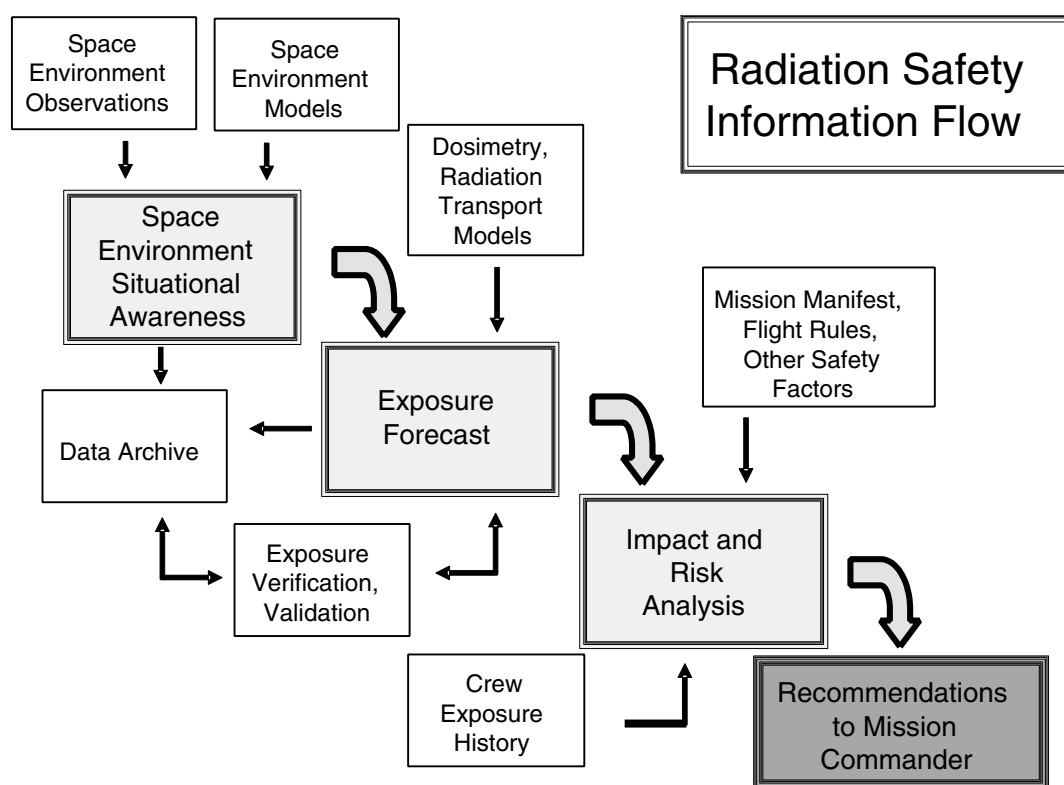 Space
Environment
Observations
Space
Environment
Models
Radiation Safety
Information Flow
Dosimetry,
Radiation
Transport
Models
Space
Environment
Situational
Awareness
Mission Manifest,
Flight Rules,
Other Safety
Factors
Exposure
Forecast
Data Archive
Exposure
Verification,
Validation
Impact and
Risk
Analysis
Crew
Exposure
History
Recommendations
to Mission
Commander